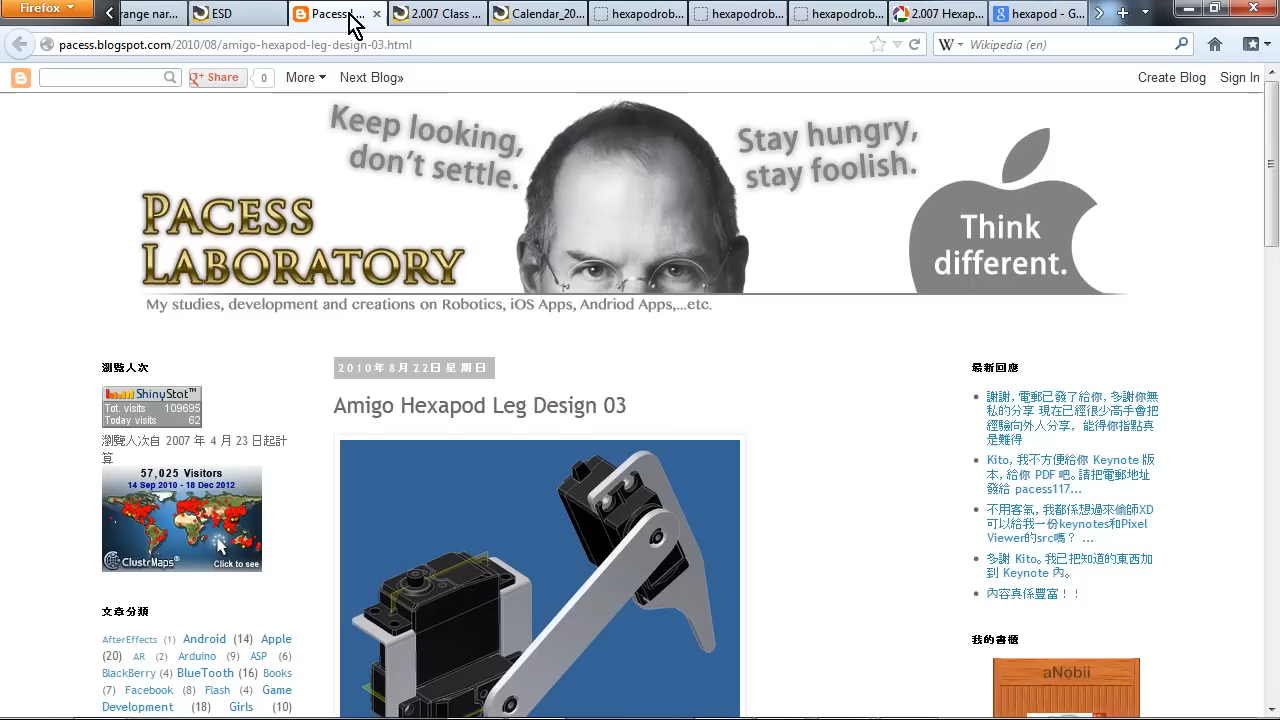 Firefox
range nar...
ESD
Pacess L...
2.007 Class ...
Calendar_20...
hexapodrob...
hexapodrob...
hexapodrob...
2.007 Hexap...
hexapod - G...
pacess.blogspot.com/2010/08/amigo-hexapod-leg-design-03.html
W
Wikipedia (en)
Share
0
More
Next Blog»
Create Blog
Sign In
Keep looking,
don't settle.
Stay hungry,
stay foolish.
Think
different.
PACESS
LABORATORY
My studies, development and creations on Robotics, iOS Apps, Andriod Apps,...etc.
瀏覽人次
ShinyStat™
Tot. visits 109695
Today visits 62
瀏覽人次自 2007 年 4 月 23 日起計
算
57,025 Visitors
14 Sep 2010 - 18 Dec 2012
ClustrMaps®
Click to see
文章分類
AfterEffects (1) Android (14) Apple
(20) AR (2) Arduino (9) ASP (6)
BlackBerry (4) BlueTooth (16) Books
(7) Facebook (8) Flash (4) Game
Development (18) Girls (10)
2010年8月22日星期日
Amigo Hexapod Leg Design 03
最新回應
謝謝, 電郵已發了給你, 多謝你無
私的分享 現在已經很少高手會把
經驗向外人分享, 能得你指點真
是難得
Kito, 我不方便給你 Keynote 版
本, 給你 PDF 吧。請把電郵地址
發給 pacess117...
不用客氣, 我都係想過來偷師XD
可以給我一份keynotes和Pixel
Viewer的src嗎？ ...
多謝 Kito。我已把知道的東西加
到 Keynote 內。
內容真係豐富！！
我的書櫃
aNobii